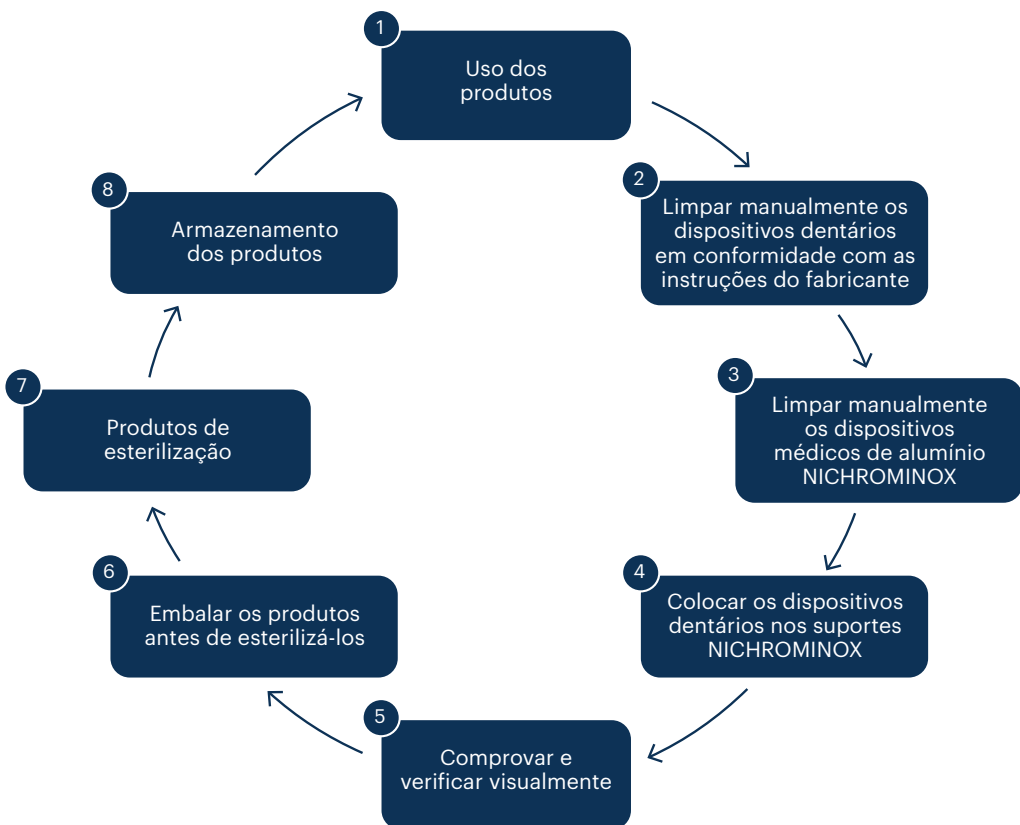 1
Uso dos
produtos
2
Limpar manualmente os
dispositivos dentários
em conformidade com as
instruções do fabricante
3
Limpar manualmente
os dispositivos
médicos de alumínio
NICHROMINOX
4
Colocar os dispositivos
dentários nos suportes
NICHROMINOX
5
Comprovar e
verificar visualmente
6
Embalar os produtos
antes de esterilizá-los
7
Produtos de
esterilização
8
Armazenamento
dos produtos